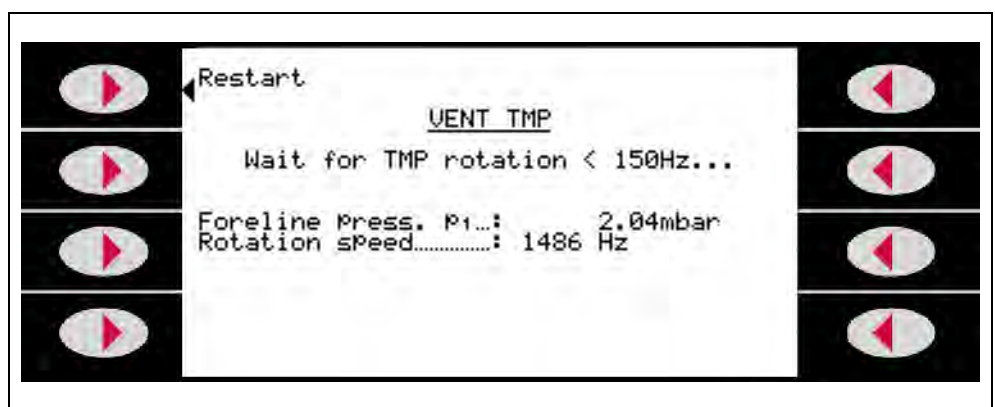 Restart
VENT TMP
Wait for TMP rotation < 150Hz...
Foreline press. p1…: 2.04mbar
Rotation speed…………: 1486 Hz